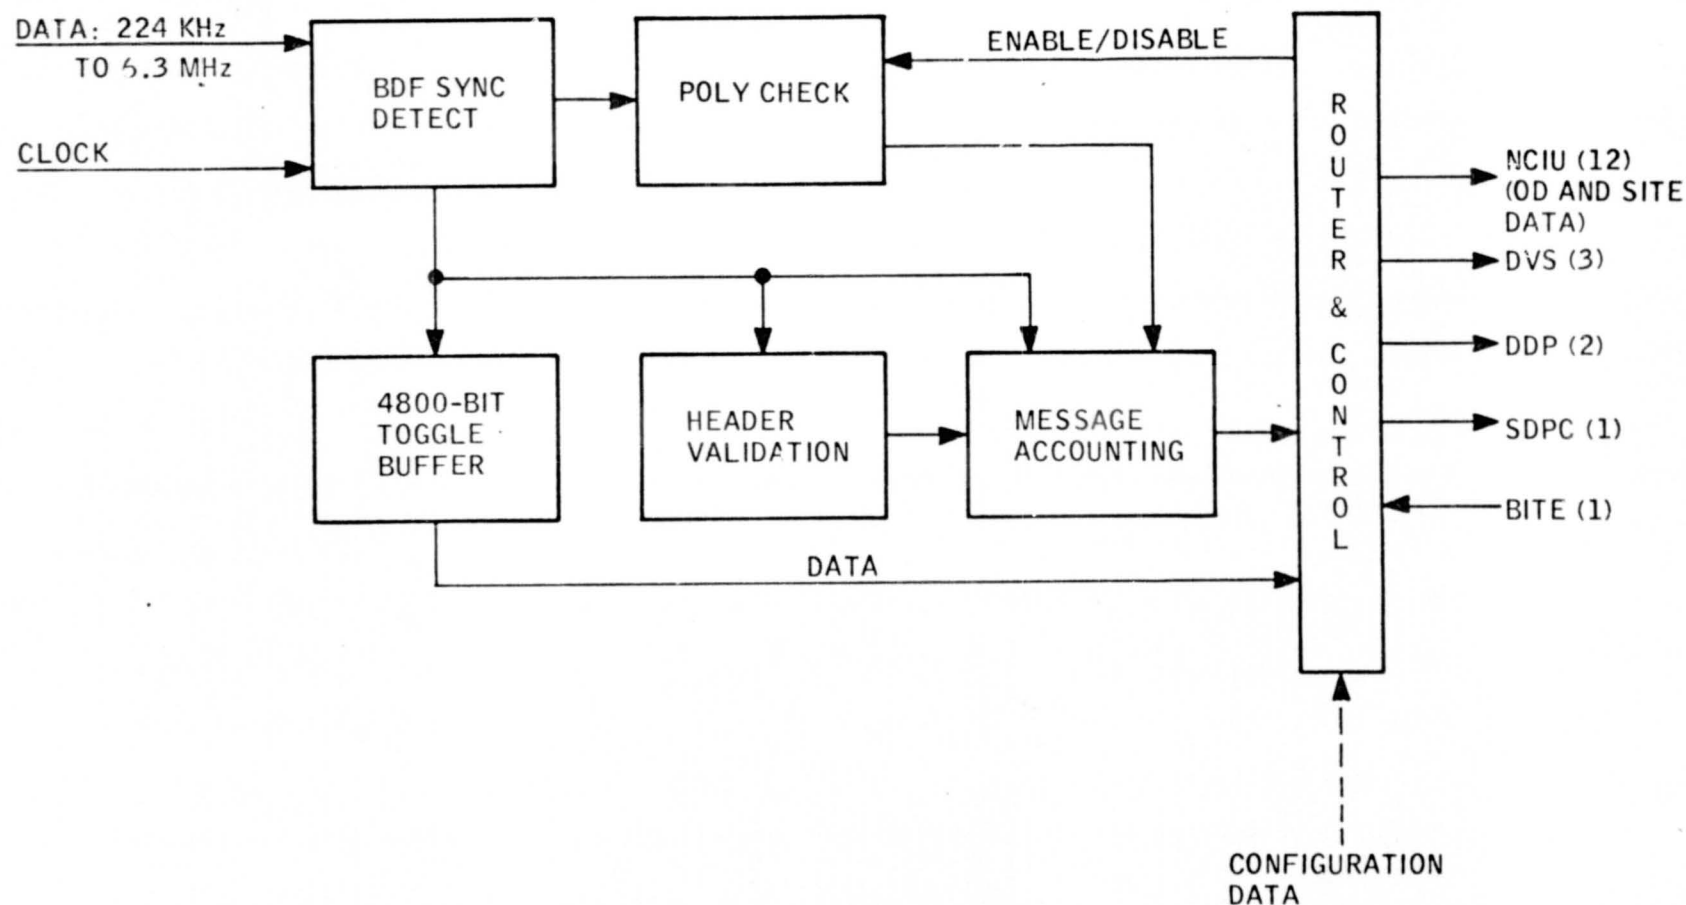 DATA: 224 KHz
TO 6.3 MHz
CLOCK
BDF SYNC
DETECT
POLY CHECK
ENABLE/DISABLE
ROUTER & CONTROL
NCIU (12)
(OD AND SITE
DATA)
DVS (3)
DDP (2)
SDPC (1)
BITE (1)
4800-BIT
TOGGLE
BUFFER
HEADER
VALIDATION
MESSAGE
ACCOUNTING
DATA
CONFIGURATION
DATA